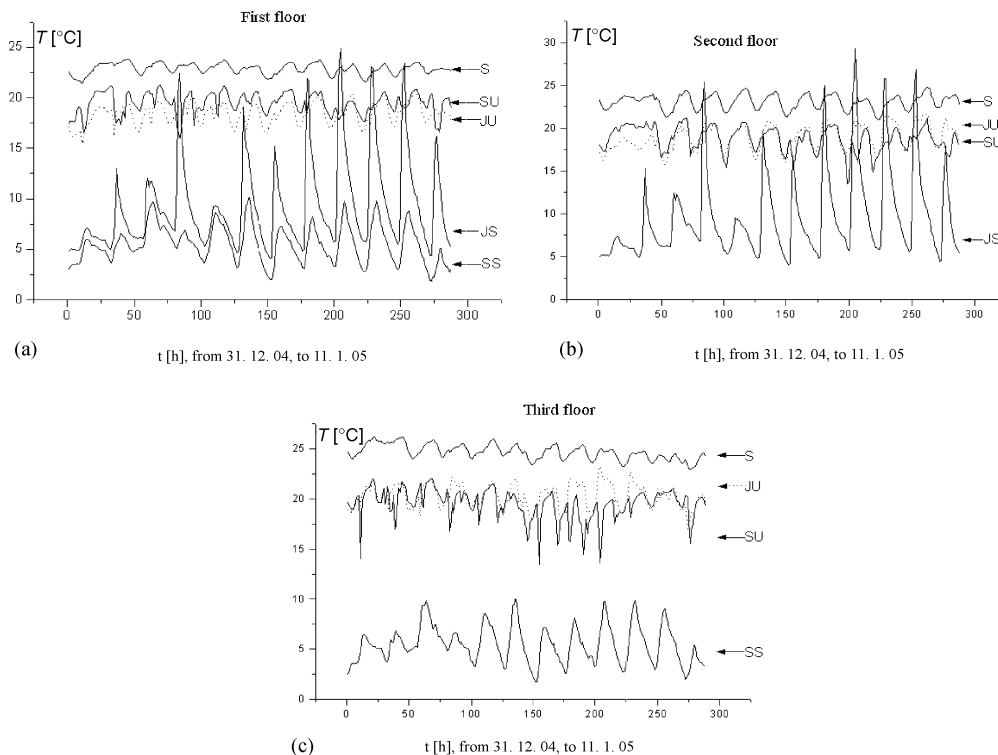 First floor
T [°C]
25
20
15
10
5
0
0 50 100 150 200 250 300
S
SU
JU
JS
SS
(a)
t [h], from 31. 12. 04, to 11. 1. 05
Second floor
T [°C]
30
25
20
15
10
5
0
0 50 100 150 200 250 300
S
JU
SU
JS
(b)
t [h], from 31. 12. 04, to 11. 1. 05
Third floor
T [°C]
25
20
15
10
5
0
0 50 100 150 200 250 300
S
JU
SU
SS
(c)
t [h], from 31. 12. 04, to 11. 1. 05